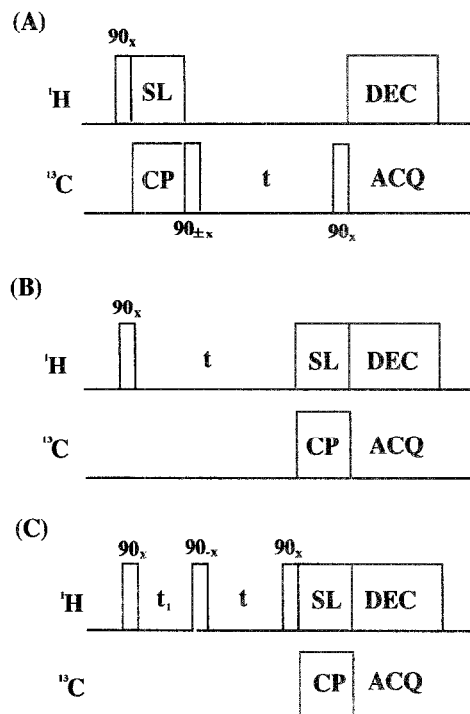 (A)
90ₓ
¹H SL DEC
¹³C CP t ACQ
90±ₓ 90ₓ
(B)
90ₓ
¹H t SL DEC
¹³C CP ACQ
(C)
90ₓ 90₋ₓ 90ₓ
¹H t₁ t SL DEC
¹³C CP ACQ